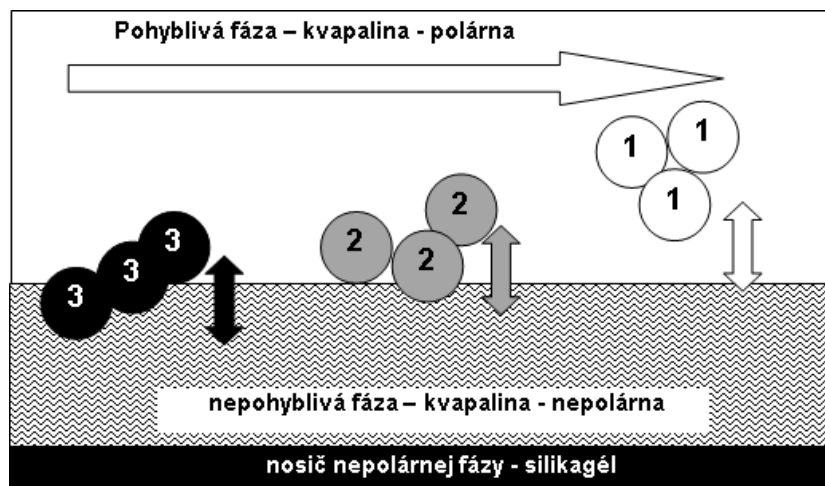 Pohyblivá fáza – kvapalina - polárna
1 1
1
2
2
2
3
3
3
nepohyblivá fáza – kvapalina - nepolárna
nosič nepolárnej fázy - silikagél